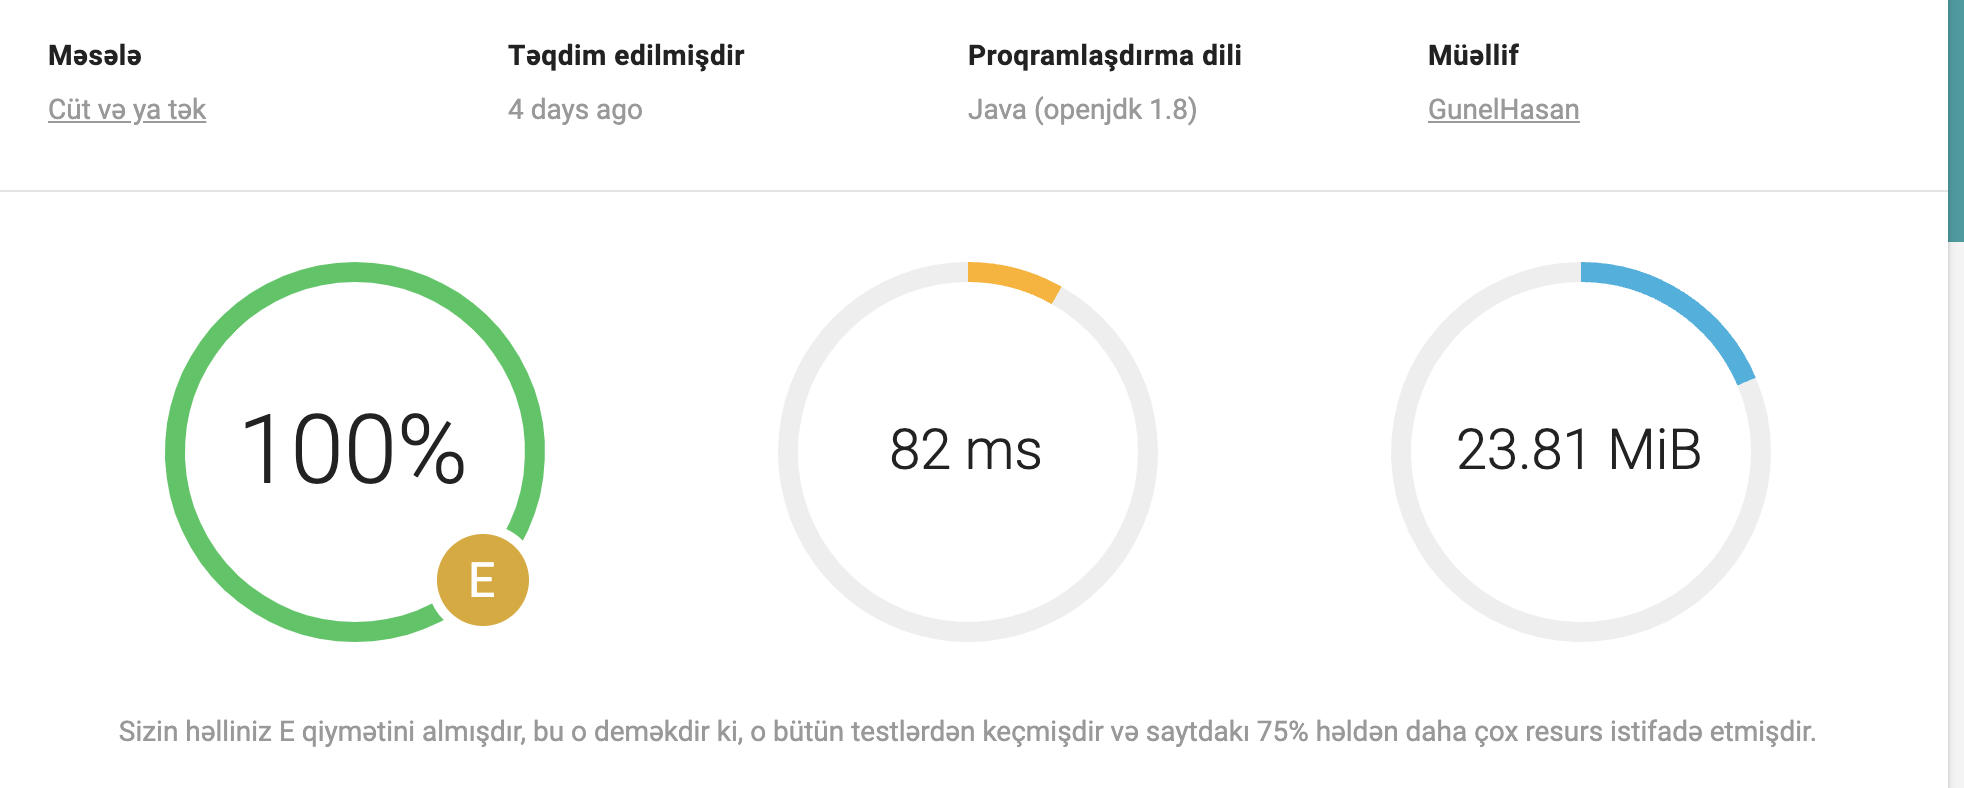 Məsələ
Təqdim edilmişdir
Proqramlaşdırma dili
Müəllif
Cüt və ya tək
4 days ago
Java (openjdk 1.8)
GunelHasan
100%
E
82 ms
23.81 MiB
Sizin həlliniz E qiymətini almışdır, bu o deməkdir ki, o bütün testlərdən keçmişdir və saytdakı 75% həldən daha çox resurs istifadə etmişdir.